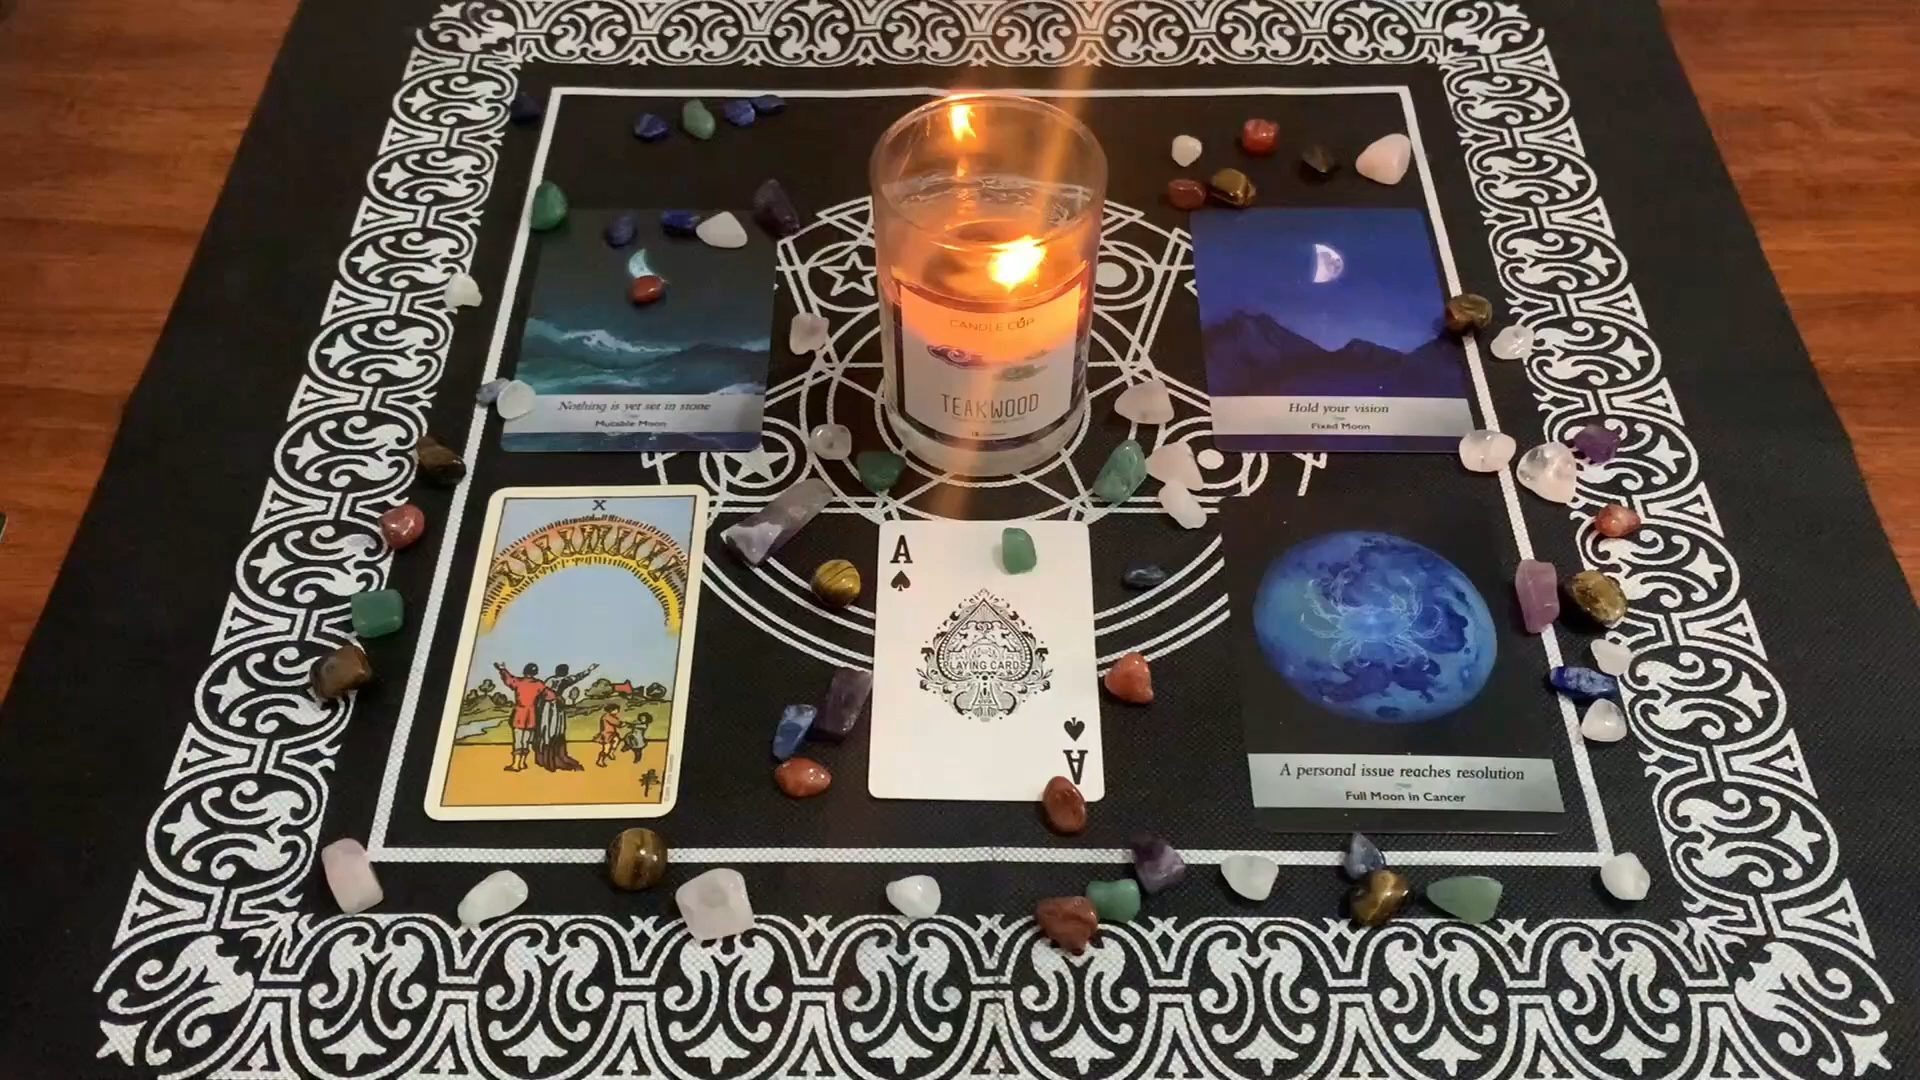 CANDLE CUP
TEAKWOOD
Nothing is yet set in stone
Mutable Moon
Hold your vision
Fixed Moon
X
A
PLAYING CARDS
A
A personal issue reaches resolution
Full Moon in Cancer